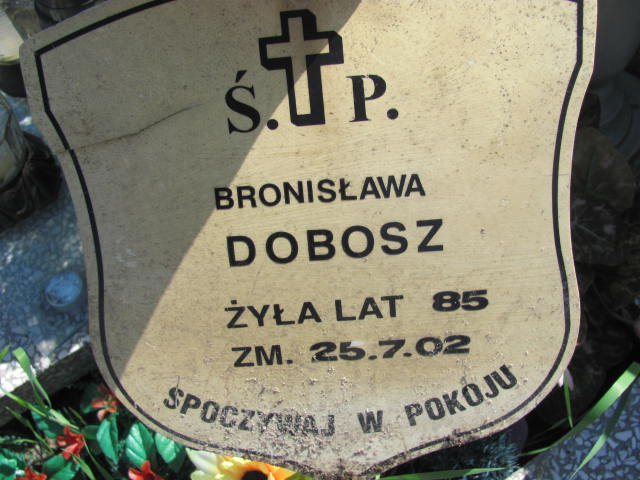 Ś. P.
BRONISŁAWA
DOBOSZ
ŻYŁA LAT 85
ZM. 25.7.02
SPOCZYWAJ W POKOJU